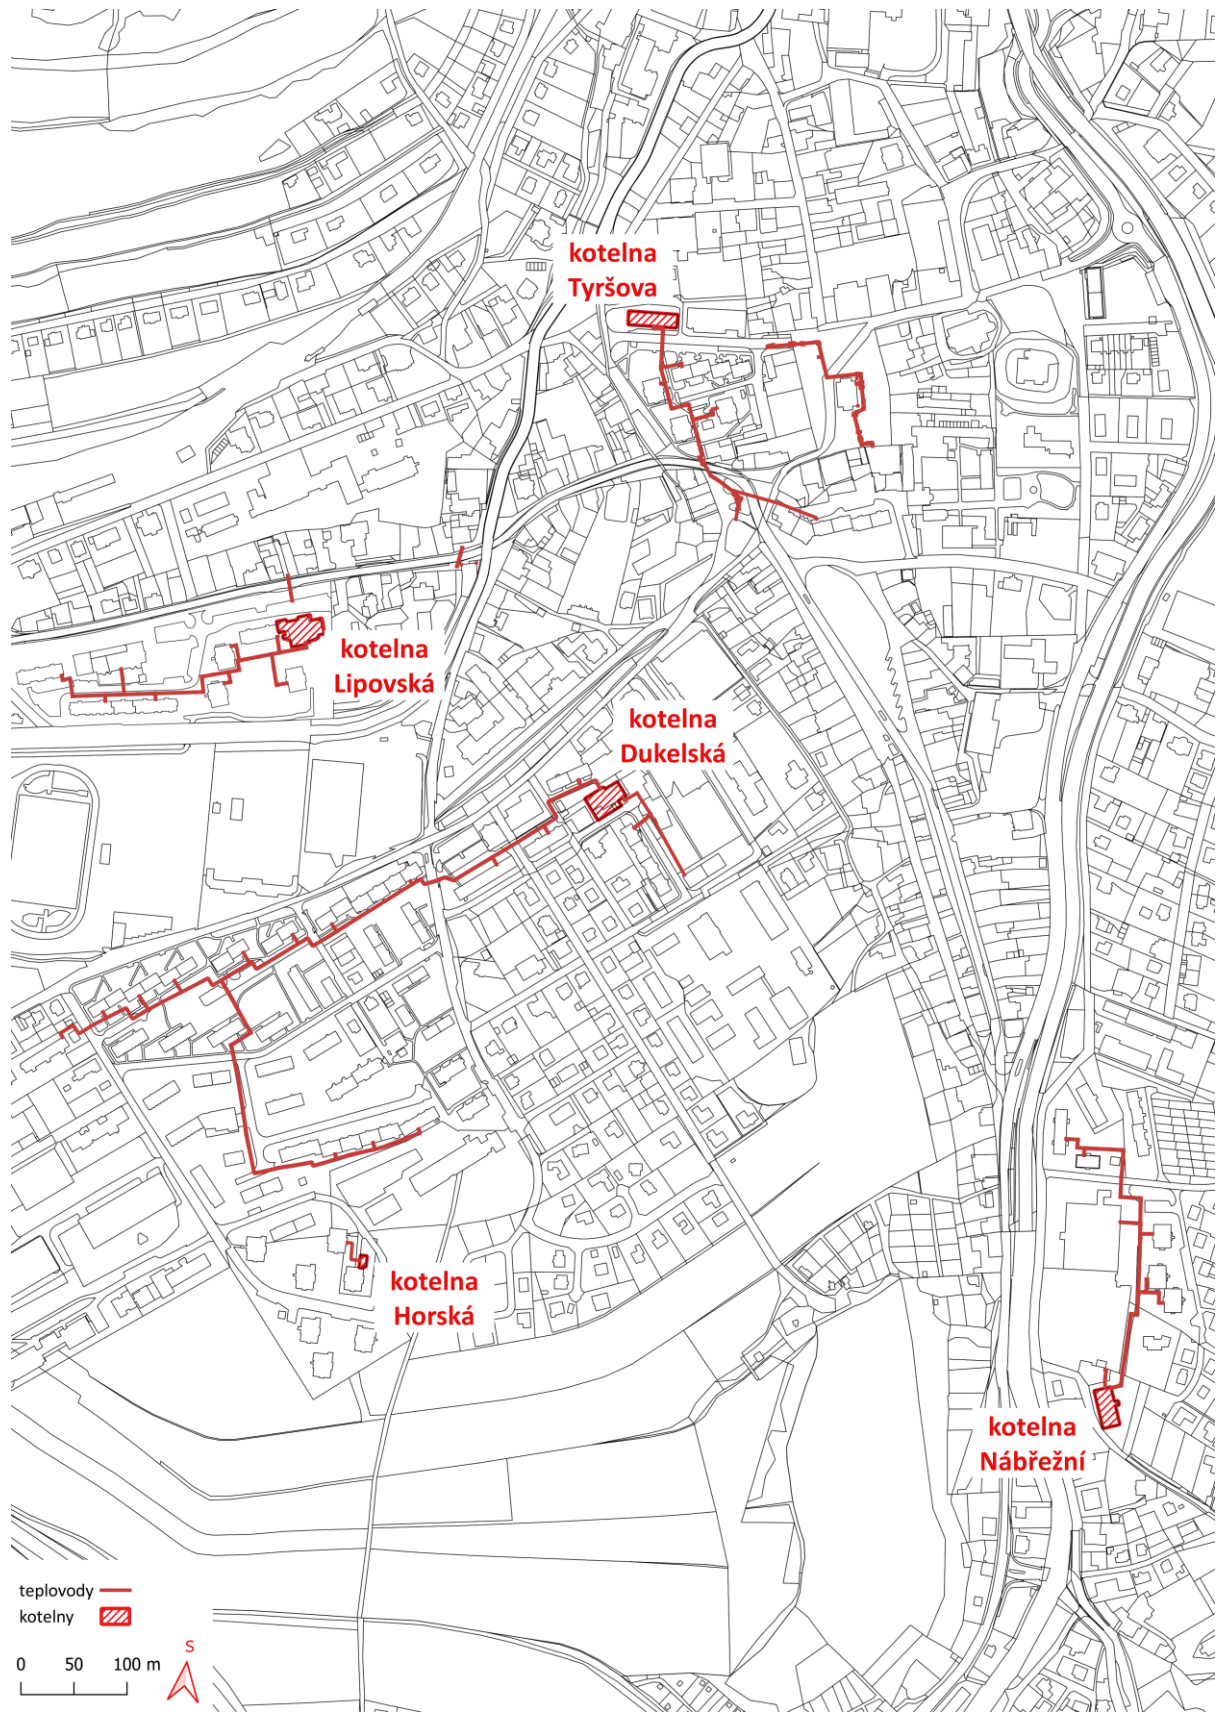 kotelna
Tyršova
kotelna
Lipovská
kotelna
Dukelská
kotelna
Horská
kotelna
Nábřežní
teplovody
kotelny
S
0 50 100 m